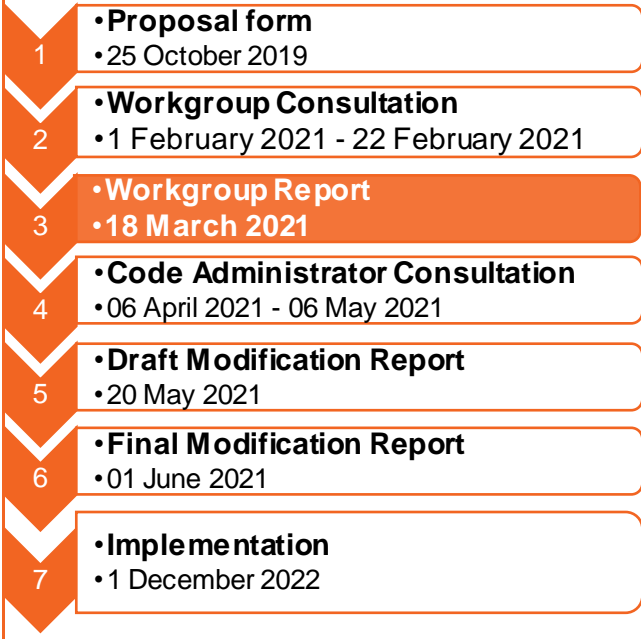 1
•Proposal form
•25 October 2019
2
•Workgroup Consultation
•1 February 2021 - 22 February 2021
3
•Workgroup Report
•18 March 2021
4
•Code Administrator Consultation
•06 April 2021 - 06 May 2021
5
•Draft Modification Report
•20 May 2021
6
•Final Modification Report
•01 June 2021
7
•Implementation
•1 December 2022